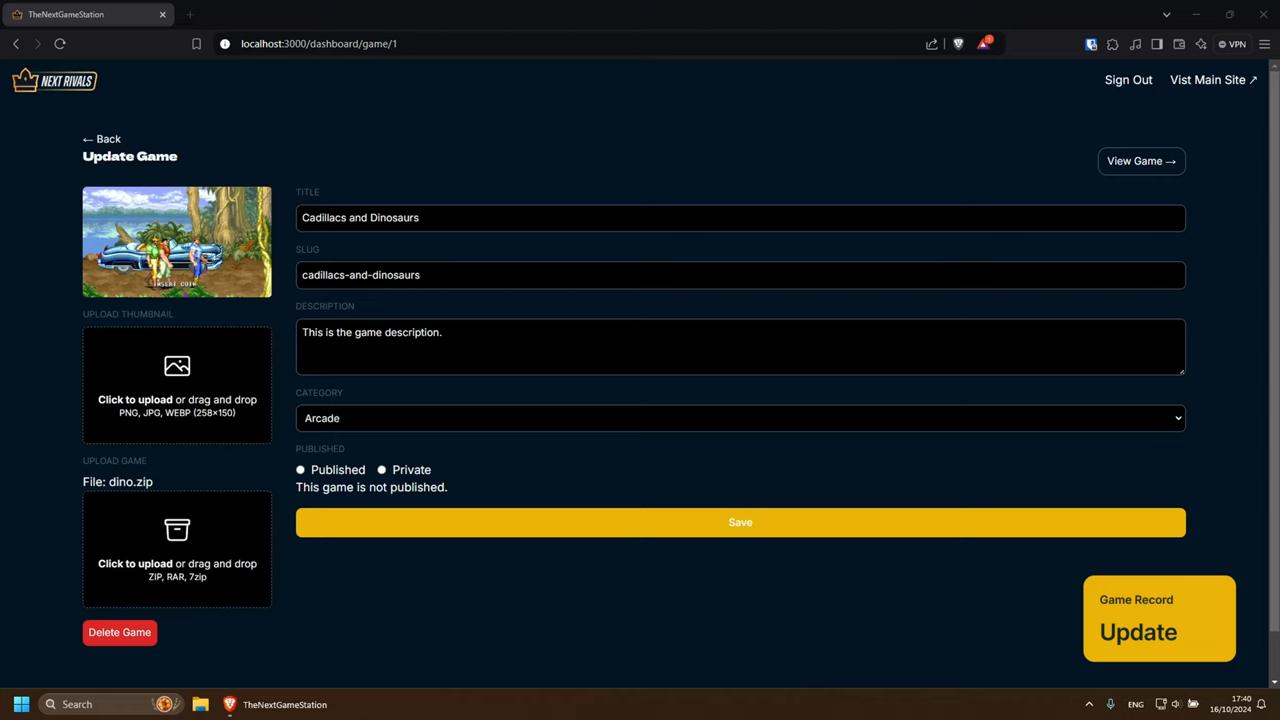 TheNextGameStation
localhost:3000/dashboard/game/1
1
VPN
NEXT RIVALS
Sign Out
Vist Main Site ↗
← Back
Update Game
View Game →
INSERT COIN
UPLOAD THUMBNAIL
Click to upload or drag and drop
PNG, JPG, WEBP (258×150)
UPLOAD GAME
File: dino.zip
Click to upload or drag and drop
ZIP, RAR, 7zip
Delete Game
TITLE
Cadillacs and Dinosaurs
SLUG
cadillacs-and-dinosaurs
DESCRIPTION
This is the game description.
CATEGORY
Arcade
PUBLISHED
Published
Private
This game is not published.
Save
Game Record
Update
Search
TheNextGameStation
ENG
17:40
16/10/2024